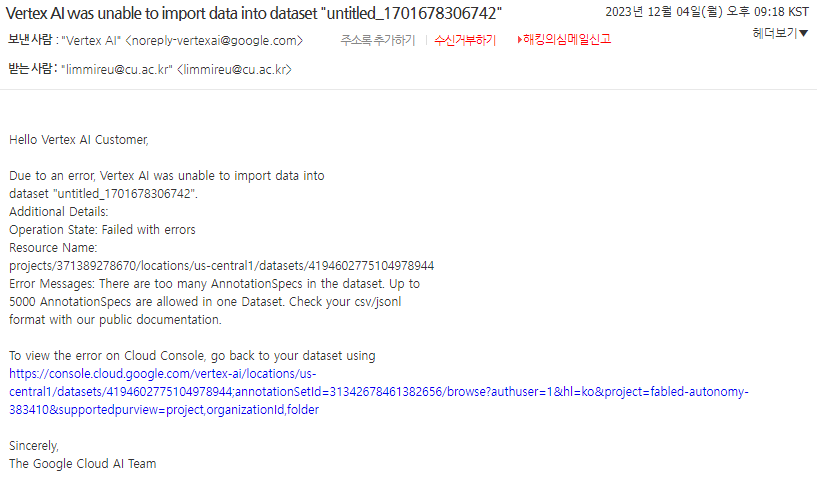 Vertex AI was unable to import data into dataset "untitled_1701678306742"
2023년 12월 04일(월) 오후 09:18 KST
보낸 사람 : "Vertex AI" <noreply-vertexai@google.com>
주소록 추가하기 | 수신거부하기
해킹의심메일신고
헤더보기▼
받는 사람 : "limmireu@cu.ac.kr" <limmireu@cu.ac.kr>
Hello Vertex AI Customer,
Due to an error, Vertex AI was unable to import data into
dataset "untitled_1701678306742".
Additional Details:
Operation State: Failed with errors
Resource Name:
projects/371389278670/locations/us-central1/datasets/4194602775104978944
Error Messages: There are too many AnnotationSpecs in the dataset. Up to
5000 AnnotationSpecs are allowed in one Dataset. Check your csv/jsonl
format with our public documentation.
To view the error on Cloud Console, go back to your dataset using
https://console.cloud.google.com/vertex-ai/locations/us-
central1/datasets/4194602775104978944;annotationSetId=31342678461382656/browse?authuser=1&hl=ko&project=fabled-autonomy-
383410&supportedpurview=project,organizationId,folder
Sincerely,
The Google Cloud AI Team